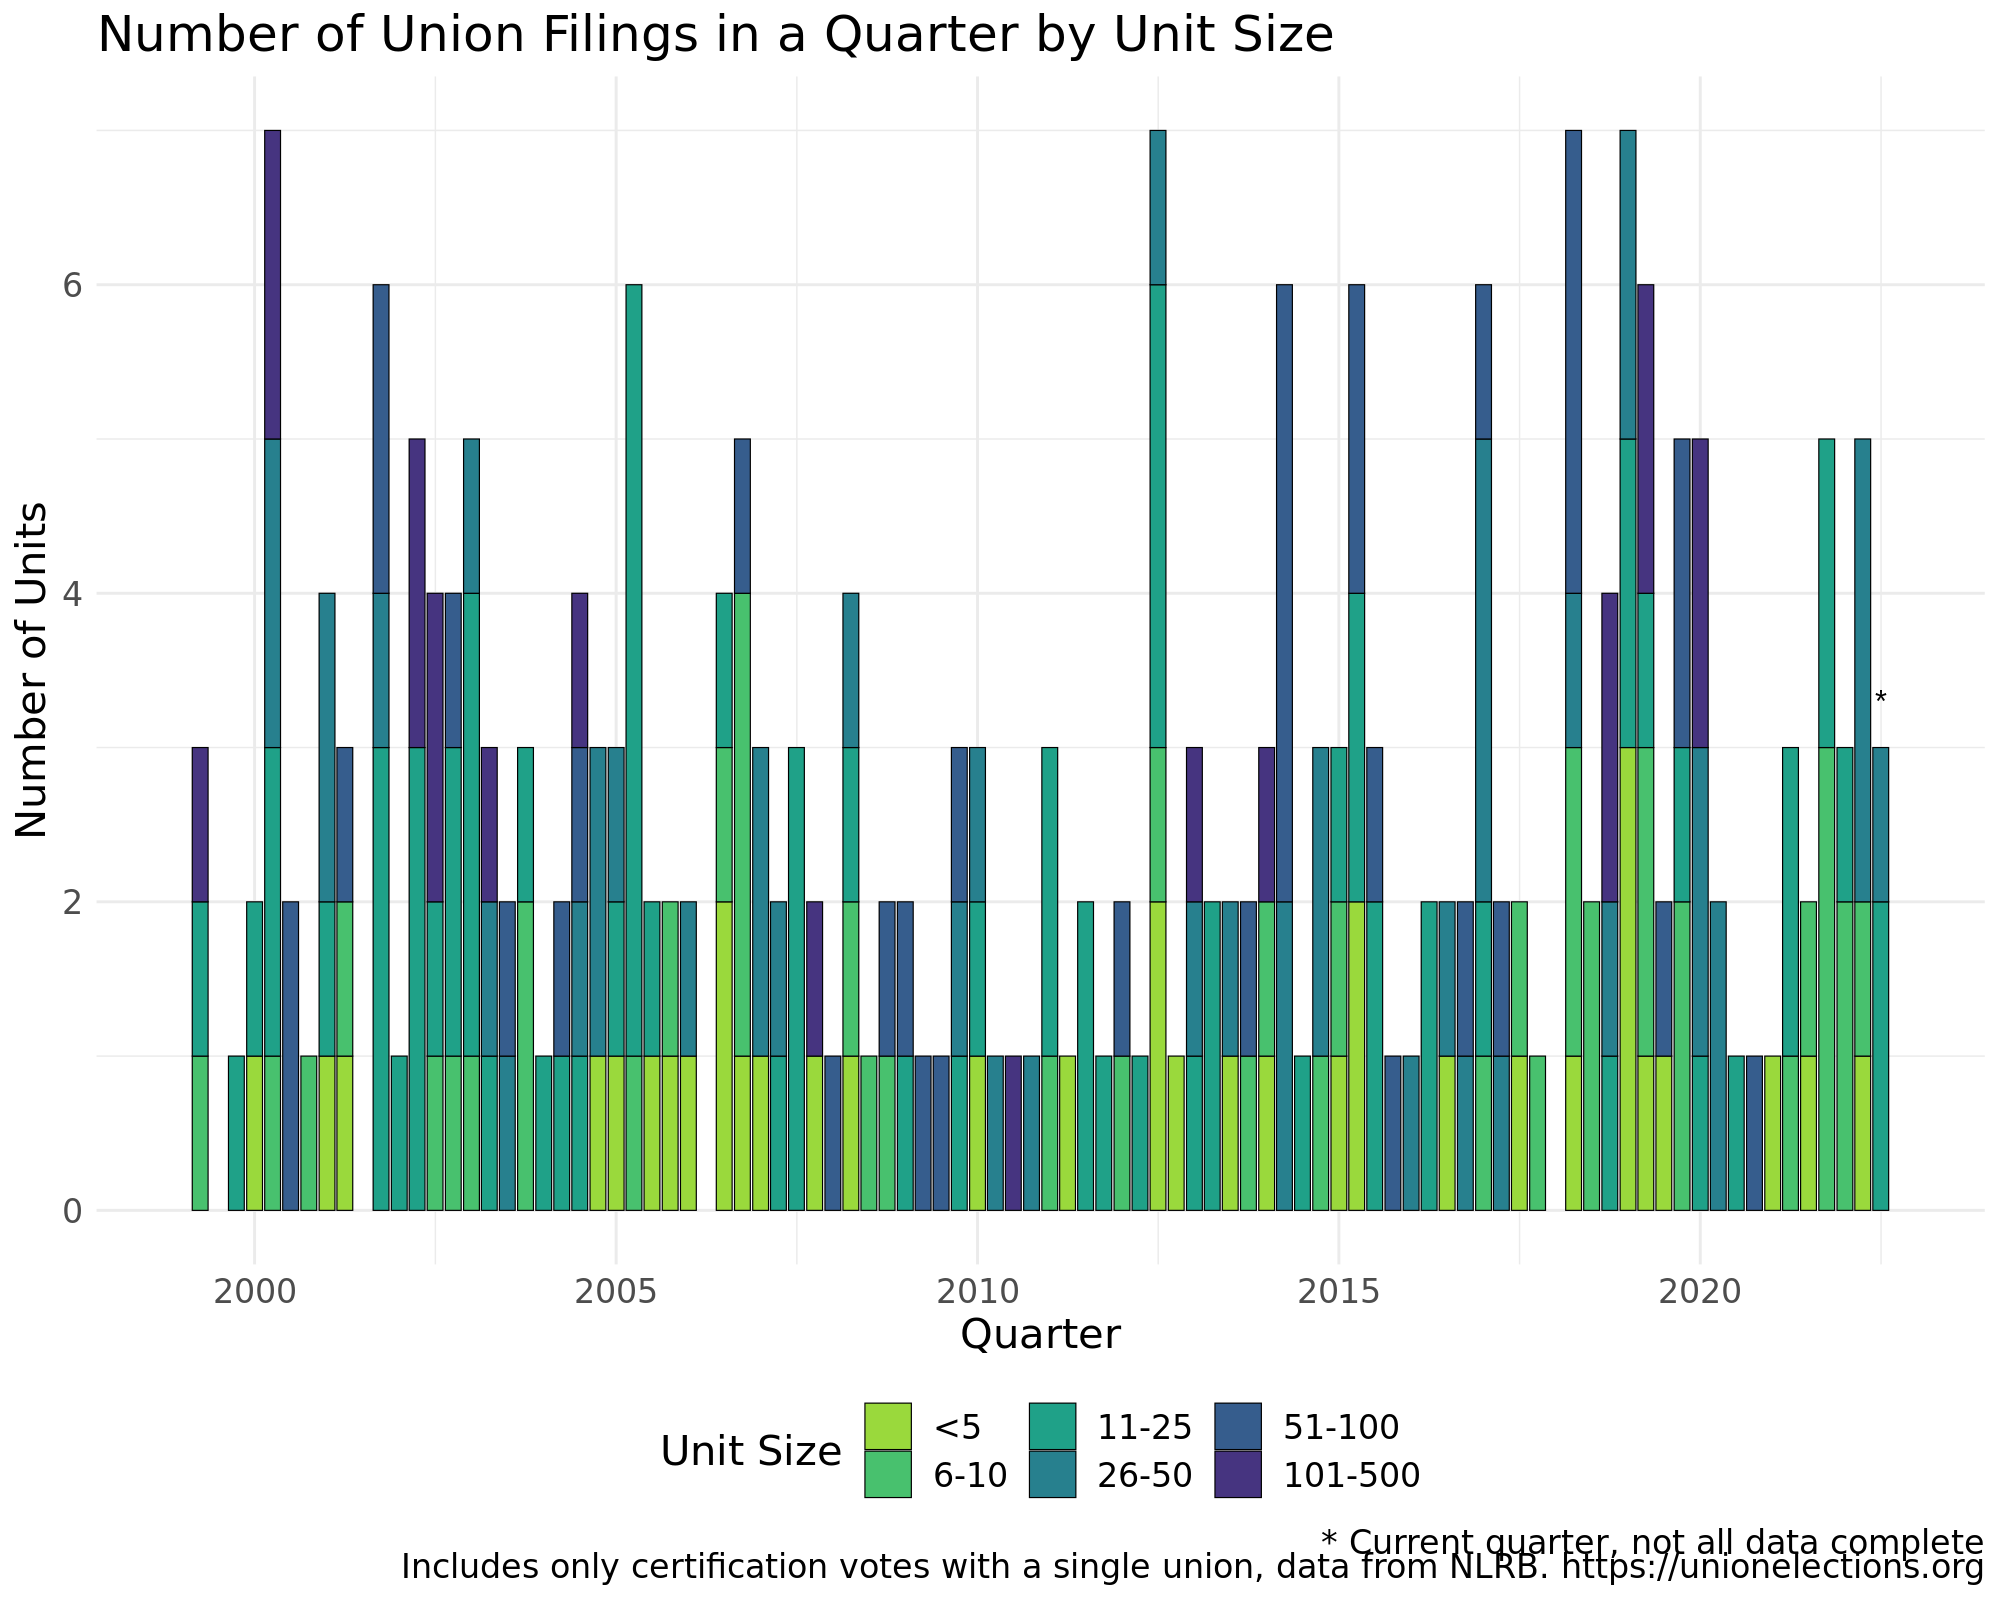 Number of Union Filings in a Quarter by Unit Size
Number of Units
6
4
2
0
*
2000 2005 2010 2015 2020
Quarter
Unit Size
<5 11-25 51-100
6-10 26-50 101-500
* Current quarter, not all data complete
Includes only certification votes with a single union, data from NLRB. https://unionelections.org